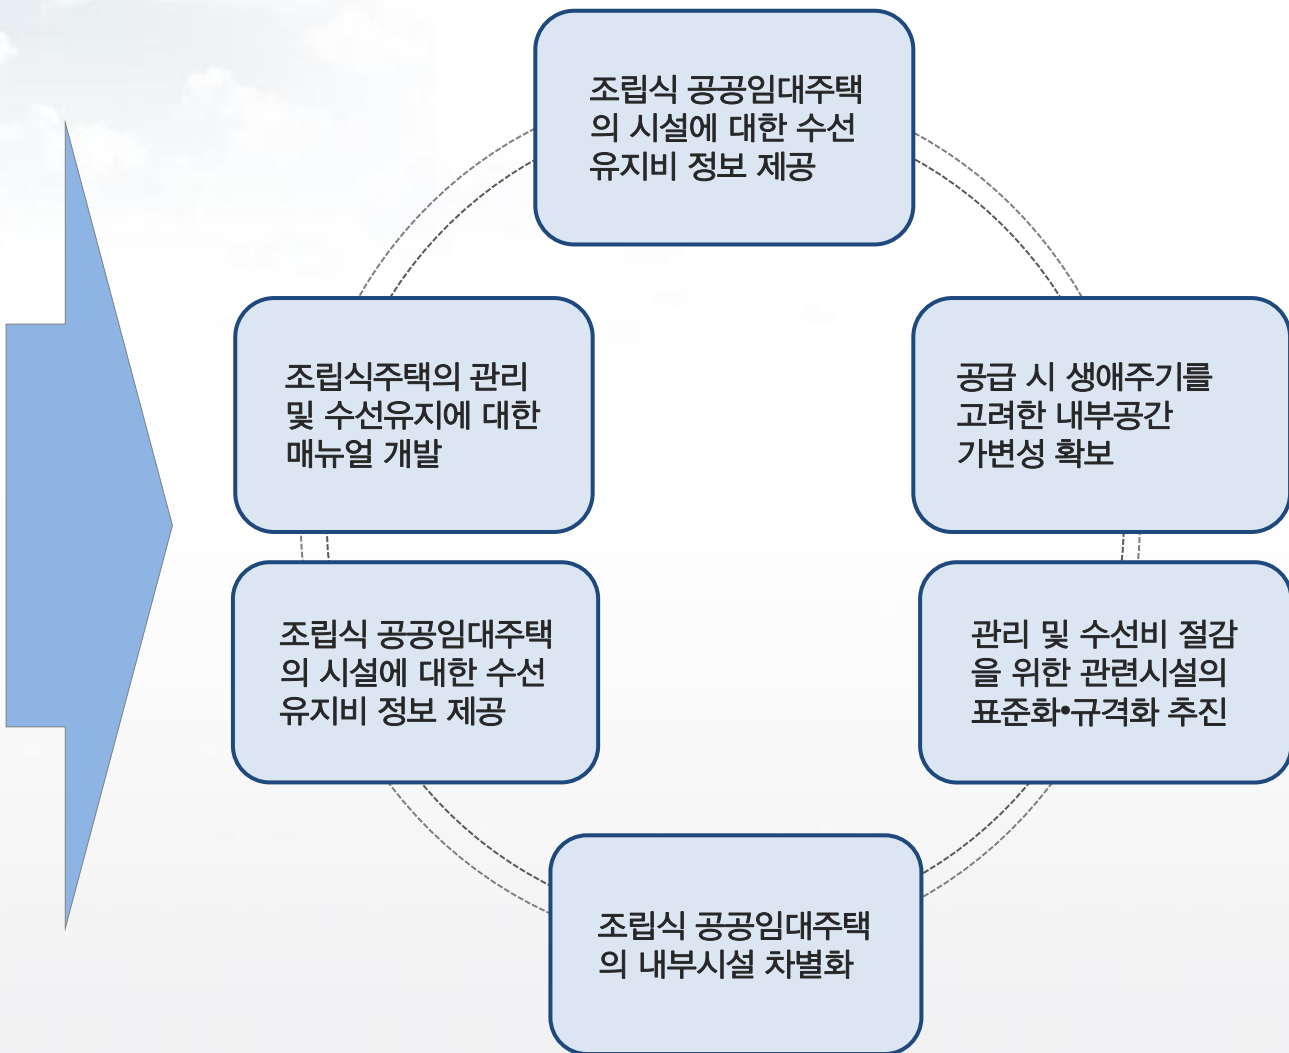 조립식 공공임대주택
의 시설에 대한 수선
유지비 정보 제공
조립식주택의 관리
및 수선유지에 대한
매뉴얼 개발
공급 시 생애주기를
고려한 내부공간
가변성 확보
조립식 공공임대주택
의 시설에 대한 수선
유지비 정보 제공
관리 및 수선비 절감
을 위한 관련시설의
표준화•규격화 추진
조립식 공공임대주택
의 내부시설 차별화